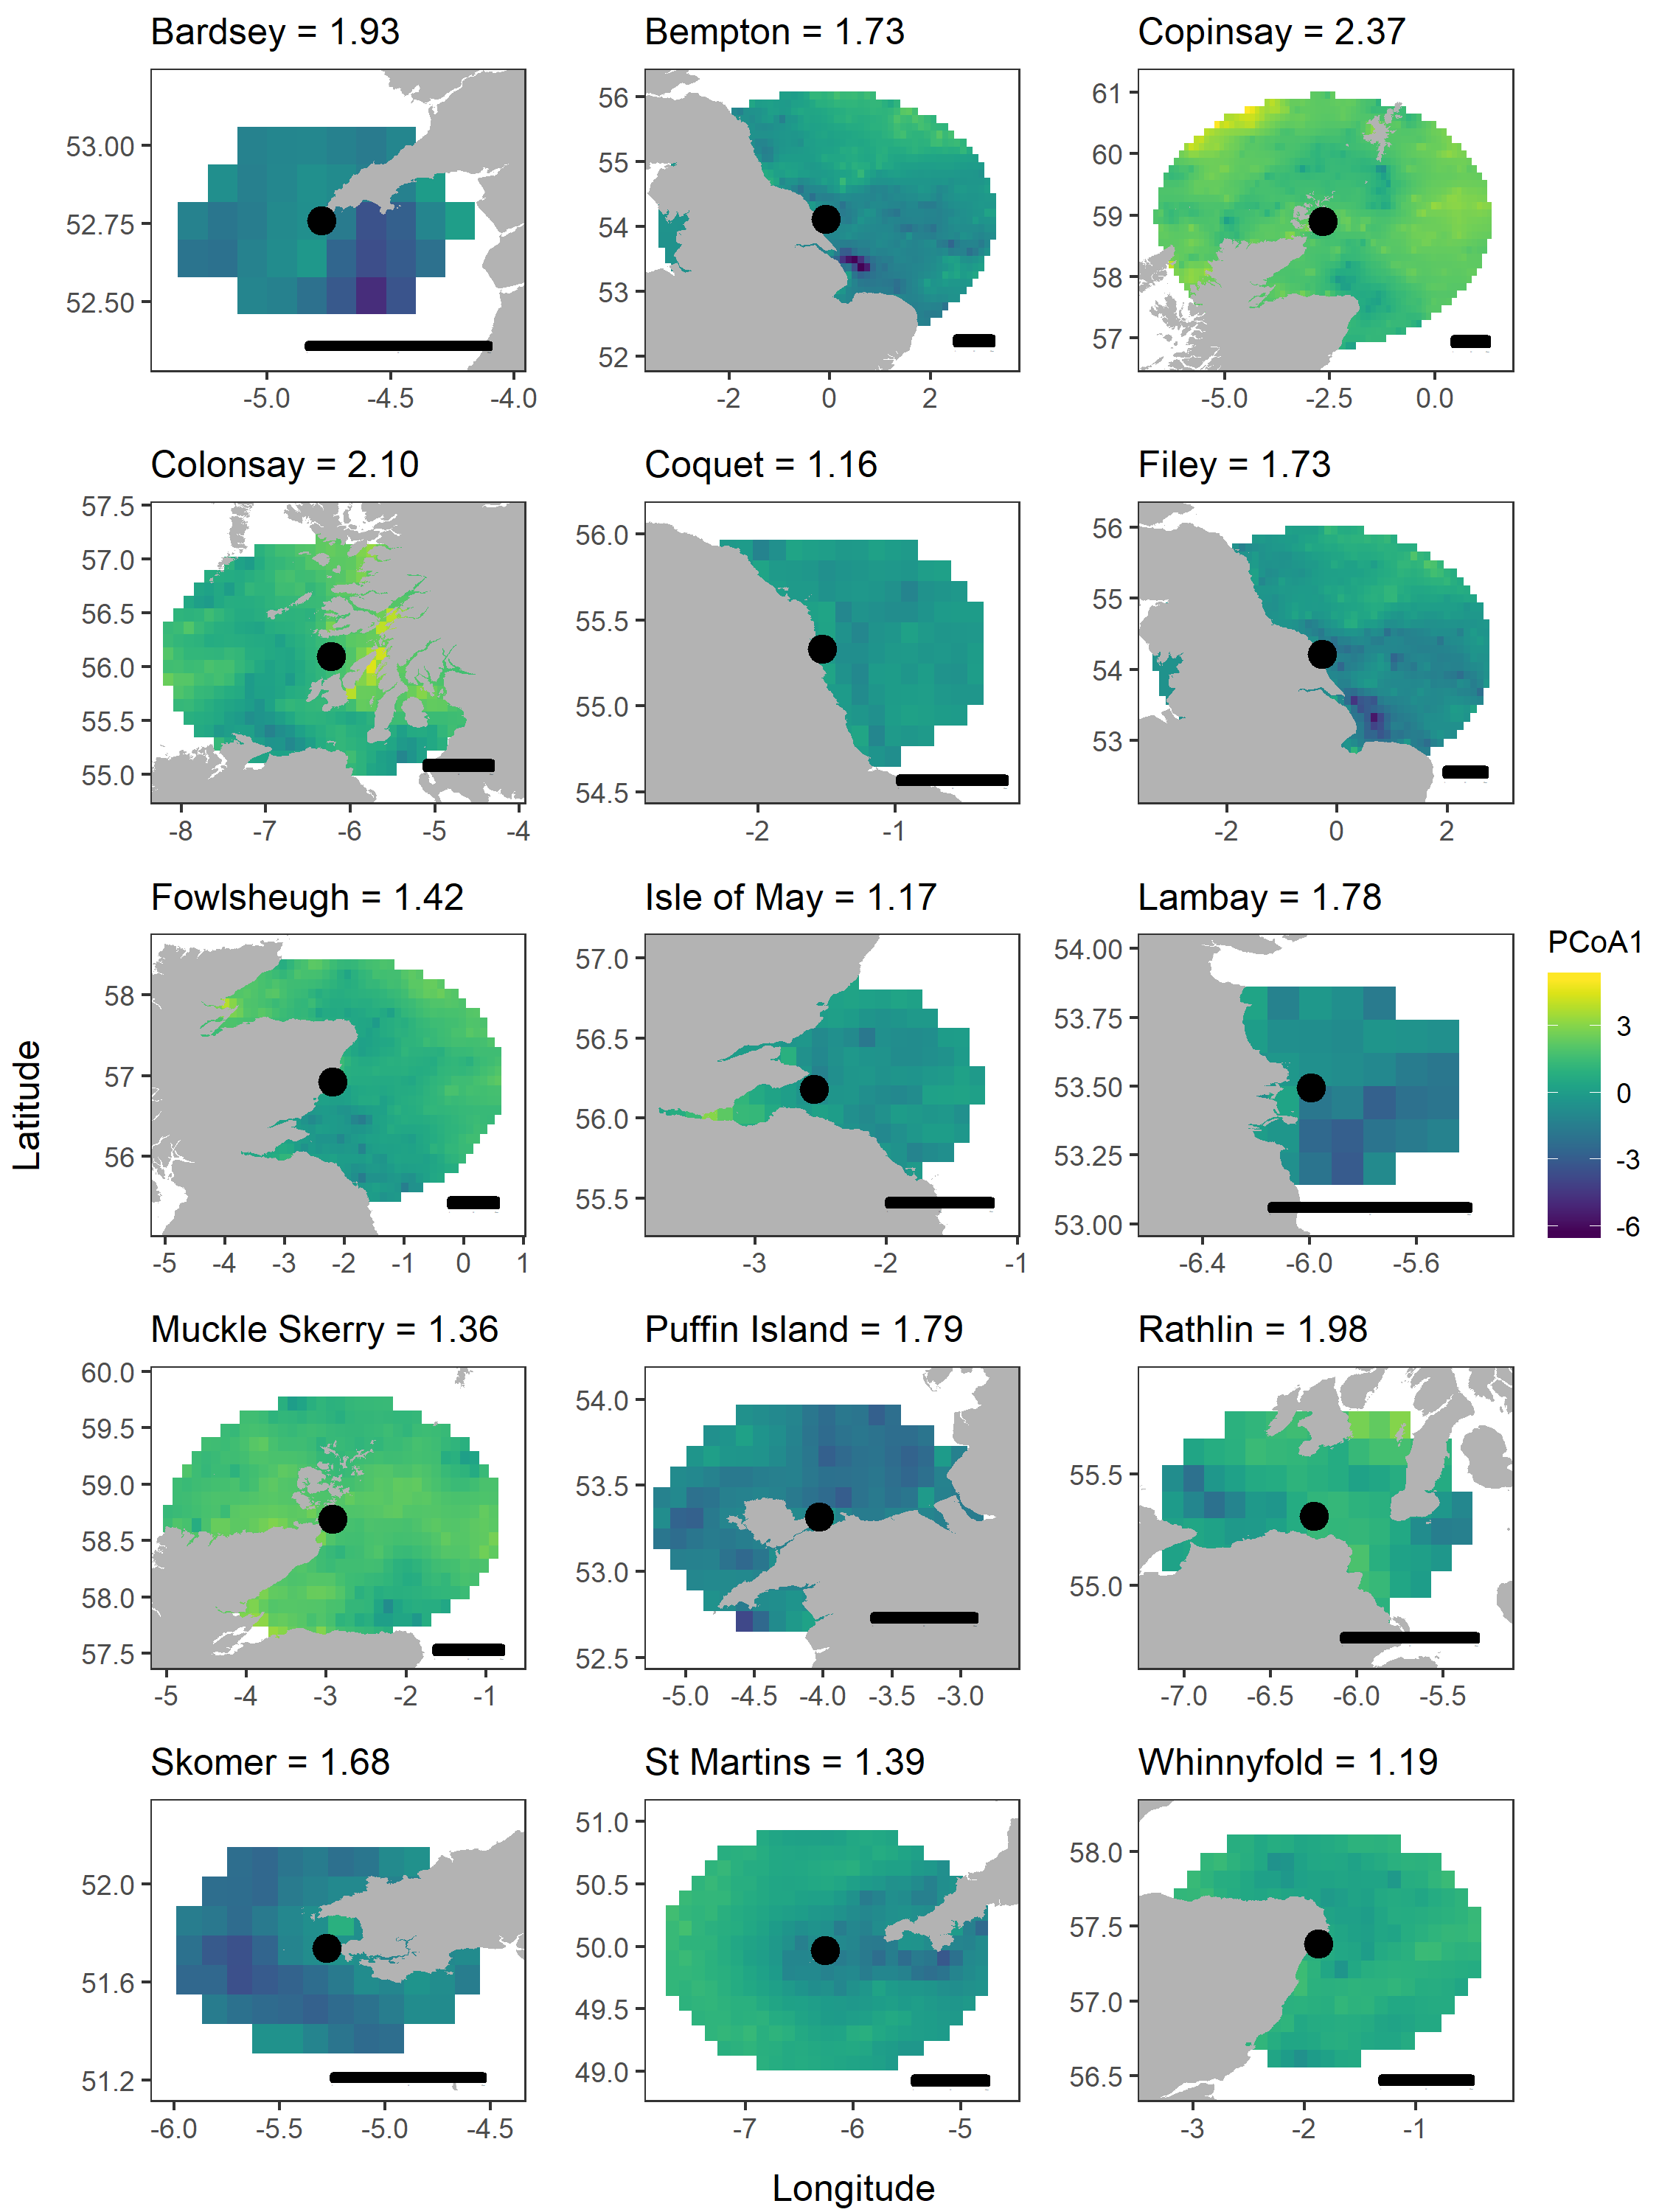 Bardsey = 1.93
Bempton = 1.73
Copinsay = 2.37
53.00
52.75
52.50
-5.0 -4.5 -4.0
56
55
54
53
52
-2 0 2
61
60
59
58
57
-5.0 -2.5 0.0
Colonsay = 2.10
Coquet = 1.16
Filey = 1.73
57.5
57.0
56.5
56.0
55.5
55.0
-8 -7 -6 -5 -4
56.0
55.5
55.0
54.5
-2 -1
56
55
54
53
-2 0 2
Fowlsheugh = 1.42
Isle of May = 1.17
Lambay = 1.78
58
57
56
-5 -4 -3 -2 -1 0 1
57.0
56.5
56.0
55.5
-3 -2 -1
54.00
53.75
53.50
53.25
53.00
-6.4 -6.0 -5.6
PCoA1
3
0
-3
-6
Latitude
Muckle Skerry = 1.36
Puffin Island = 1.79
Rathlin = 1.98
60.0
59.5
59.0
58.5
58.0
57.5
-5 -4 -3 -2 -1
54.0
53.5
53.0
52.5
-5.0 -4.5 -4.0 -3.5 -3.0
55.5
55.0
-7.0 -6.5 -6.0 -5.5
Skomer = 1.68
St Martins = 1.39
Whinnyfold = 1.19
52.0
51.6
51.2
-6.0 -5.5 -5.0 -4.5
51.0
50.5
50.0
49.5
49.0
-7 -6 -5
58.0
57.5
57.0
56.5
-3 -2 -1
Longitude